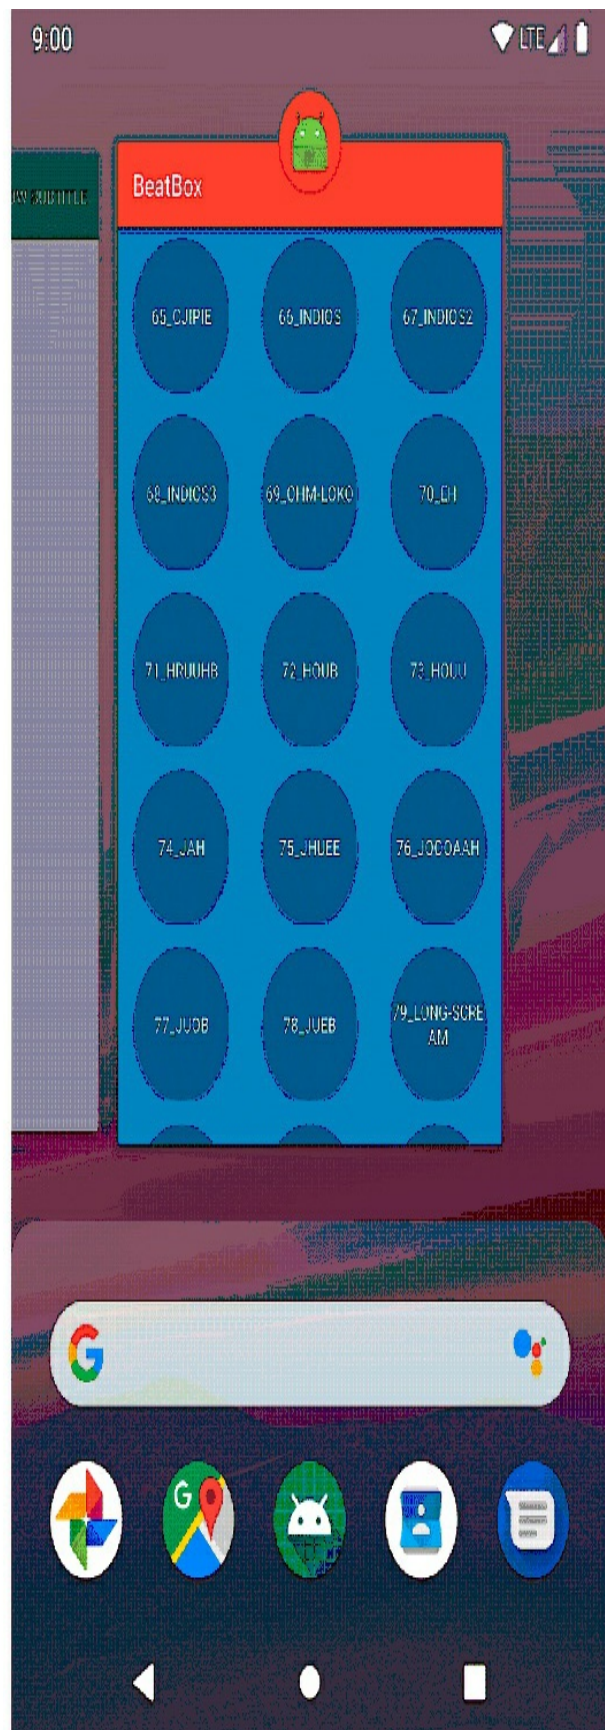 9:00
LTE
W SUBTITLE
BeatBox
65_CJIPIE
66_INDIOS
67_INDIOS2
68_INDIOS3
69_OHM-LOKO
70_EH
71_HRUUHB
72_HOUB
73_HOUU
74_JAH
75_JHUEE
76_JOOOAAH
77_JUOB
78_JUEB
79_LONG-SCRE
AM
G
G